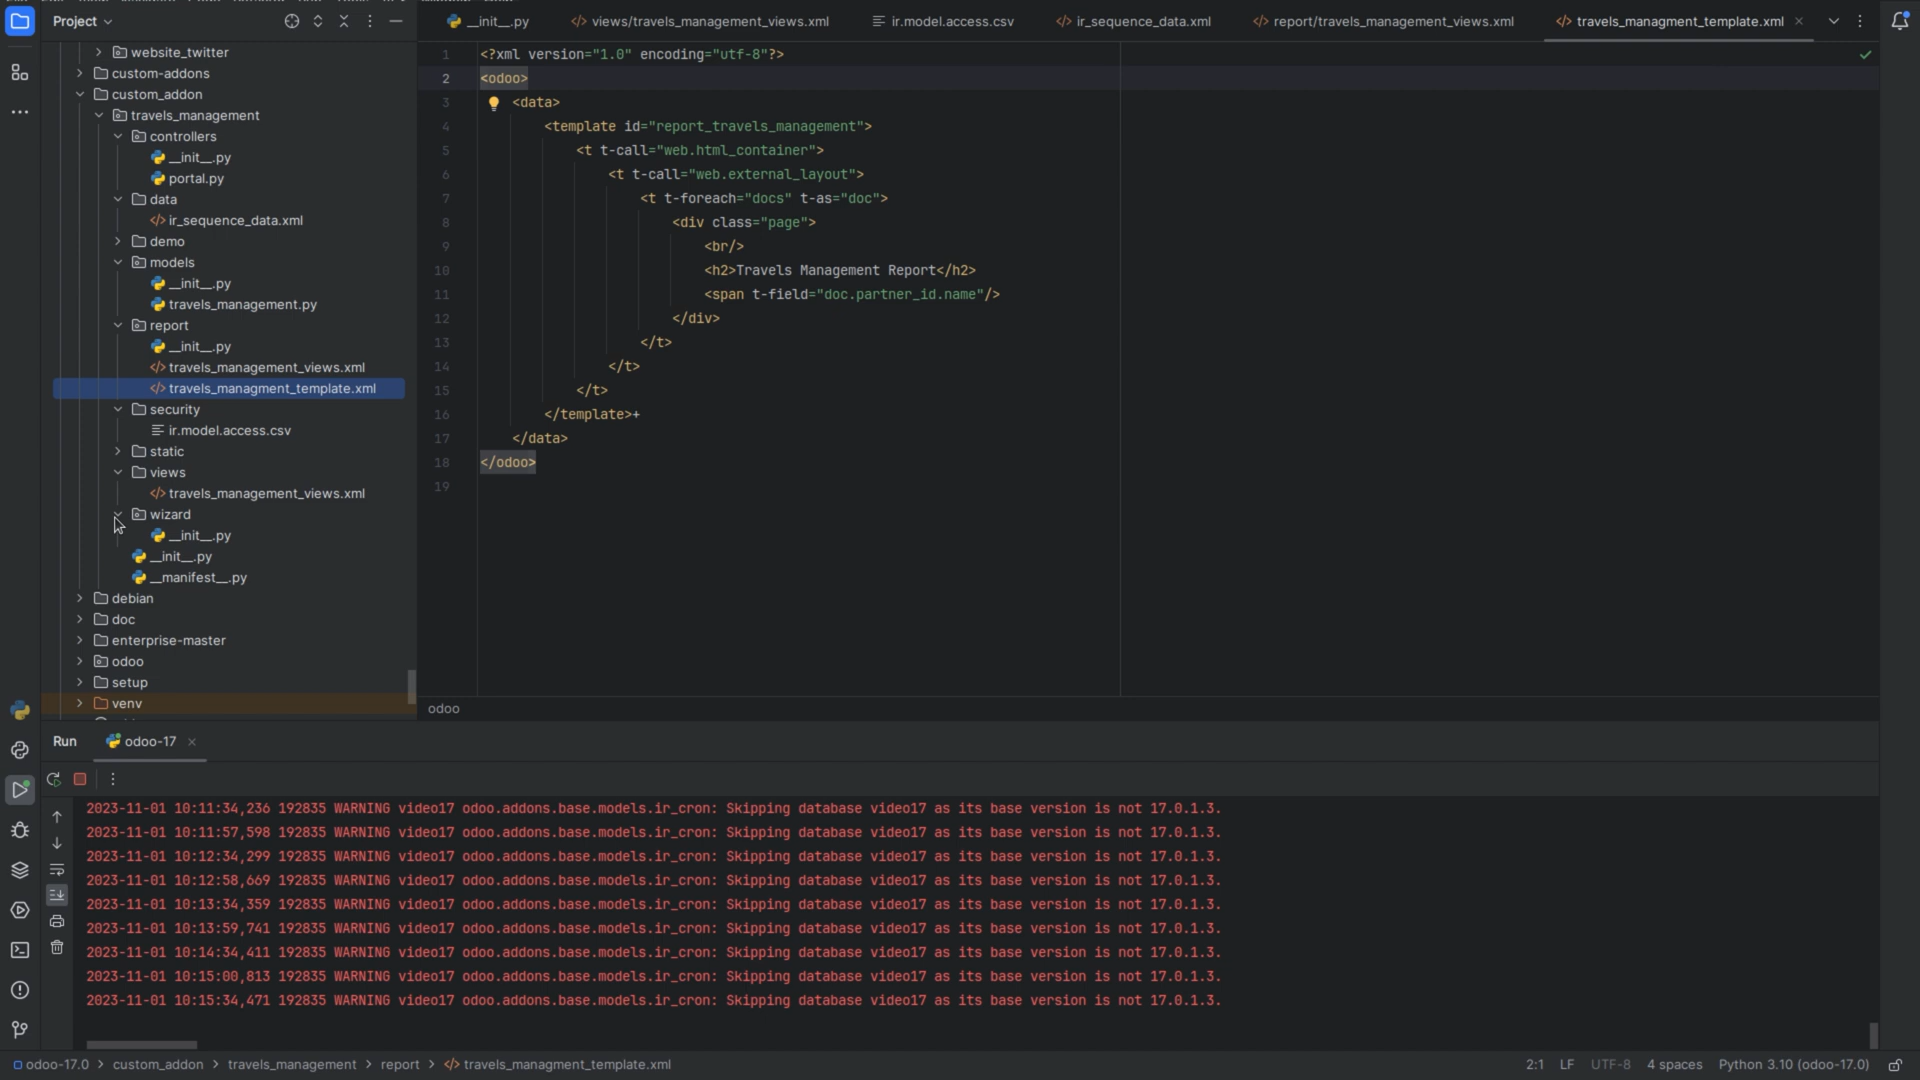 Project
website_twitter
custom-addons
custom_addon
travels_management
controllers
__init__.py
portal.py
data
ir_sequence_data.xml
demo
models
__init__.py
travels_management.py
report
__init__.py
travels_management_views.xml
travels_managment_template.xml
security
ir.model.access.csv
static
views
travels_management_views.xml
wizard
__init__.py
__init__.py
__manifest__.py
debian
doc
enterprise-master
odoo
setup
venv
__init__.py
views/travels_management_views.xml
ir.model.access.csv
ir_sequence_data.xml
report/travels_management_views.xml
travels_managment_template.xml
1 <?xml version="1.0" encoding="utf-8"?>
2 <odoo>
3 <data>
4 <template id="report_travels_management">
5 <t t-call="web.html_container">
6 <t t-call="web.external_layout">
7 <t t-foreach="docs" t-as="doc">
8 <div class="page">
9 <br/>
10 <h2>Travels Management Report</h2>
11 <span t-field="doc.partner_id.name"/>
12 </div>
13 </t>
14 </t>
15 </t>
16 </template>+
17 </data>
18 </odoo>
19
odoo
Run odoo-17
2023-11-01 10:11:34,236 192835 WARNING video17 odoo.addons.base.models.ir_cron: Skipping database video17 as its base version is not 17.0.1.3.
2023-11-01 10:11:57,598 192835 WARNING video17 odoo.addons.base.models.ir_cron: Skipping database video17 as its base version is not 17.0.1.3.
2023-11-01 10:12:34,299 192835 WARNING video17 odoo.addons.base.models.ir_cron: Skipping database video17 as its base version is not 17.0.1.3.
2023-11-01 10:12:58,669 192835 WARNING video17 odoo.addons.base.models.ir_cron: Skipping database video17 as its base version is not 17.0.1.3.
2023-11-01 10:13:34,359 192835 WARNING video17 odoo.addons.base.models.ir_cron: Skipping database video17 as its base version is not 17.0.1.3.
2023-11-01 10:13:59,741 192835 WARNING video17 odoo.addons.base.models.ir_cron: Skipping database video17 as its base version is not 17.0.1.3.
2023-11-01 10:14:34,411 192835 WARNING video17 odoo.addons.base.models.ir_cron: Skipping database video17 as its base version is not 17.0.1.3.
2023-11-01 10:15:00,813 192835 WARNING video17 odoo.addons.base.models.ir_cron: Skipping database video17 as its base version is not 17.0.1.3.
2023-11-01 10:15:34,471 192835 WARNING video17 odoo.addons.base.models.ir_cron: Skipping database video17 as its base version is not 17.0.1.3.
odoo-17.0 > custom_addon > travels_management > report > travels_managment_template.xml
2:1 LF UTF-8 4 spaces Python 3.10 (odoo-17.0)